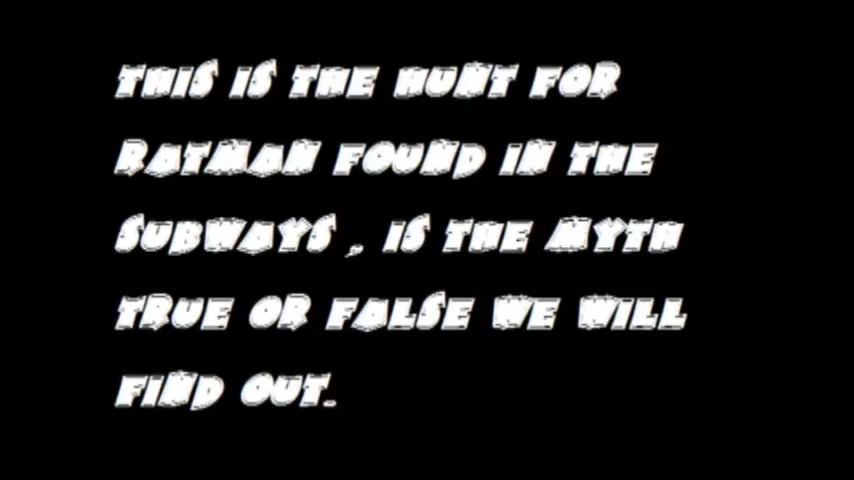 THIS IS THE HUNT FOR
RATMAN FOUND IN THE
SUBWAYS , IS THE MYTH
TRUE OR FALSE WE WILL
FIND OUT.